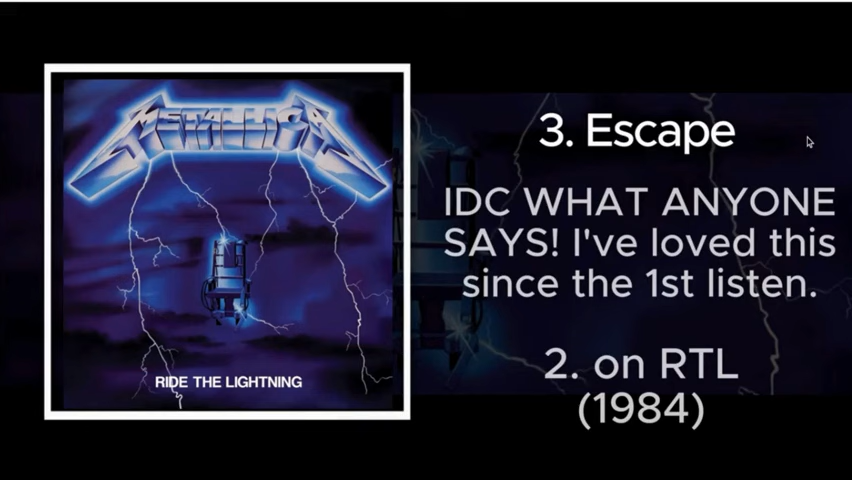 METALLICA
RIDE THE LIGHTNING
3. Escape
IDC WHAT ANYONE
SAYS! I've loved this
since the 1st listen.
2. on RTL
(1984)